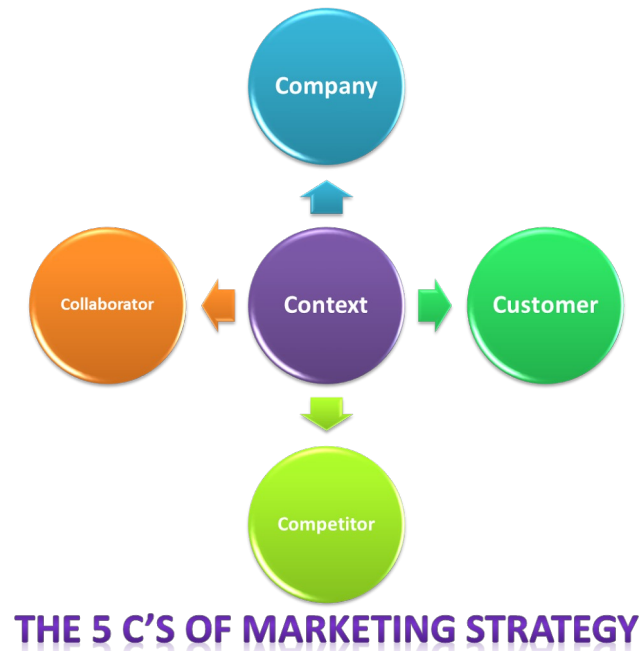 Company
Collaborator
Context
Customer
Competitor
THE 5 C'S OF MARKETING STRATEGY